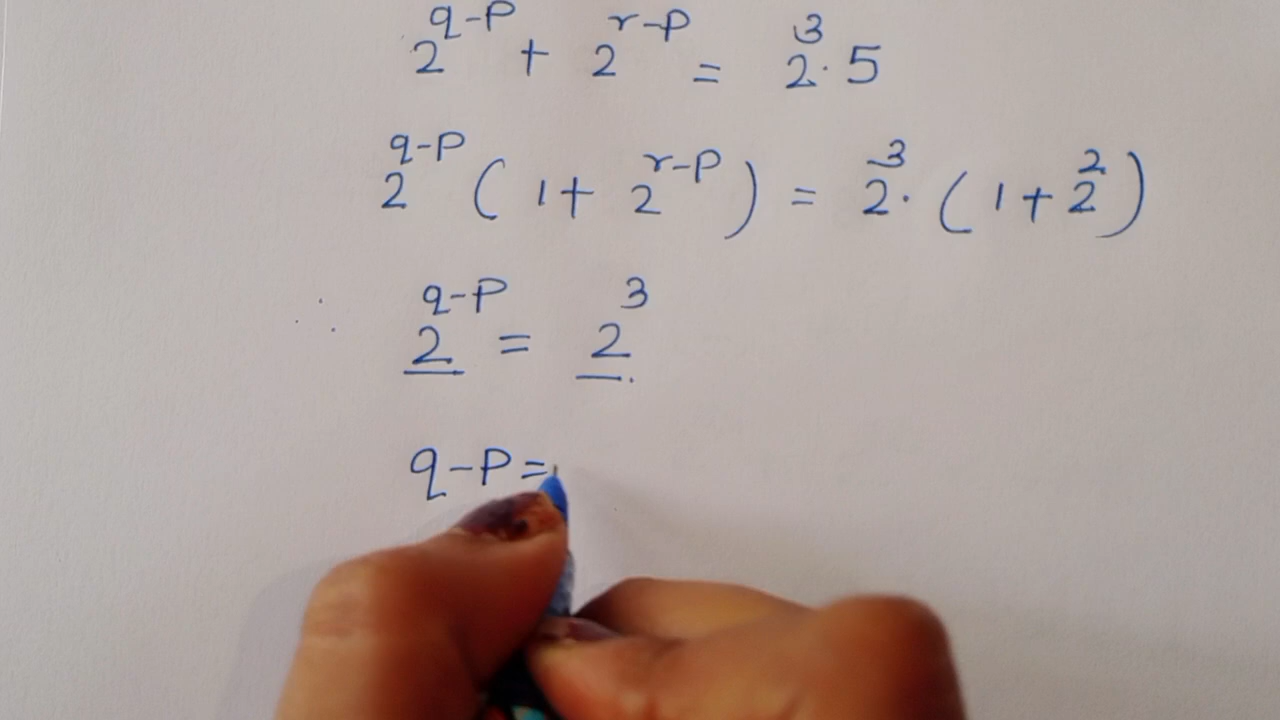 2^{q-p} + 2^{r-p} = 2^3 · 5
2^{q-p} ( 1 + 2^{r-p} ) = 2^3 · ( 1 + 2^2 )
∴ 2^{q-p} = 2^3
q-p =